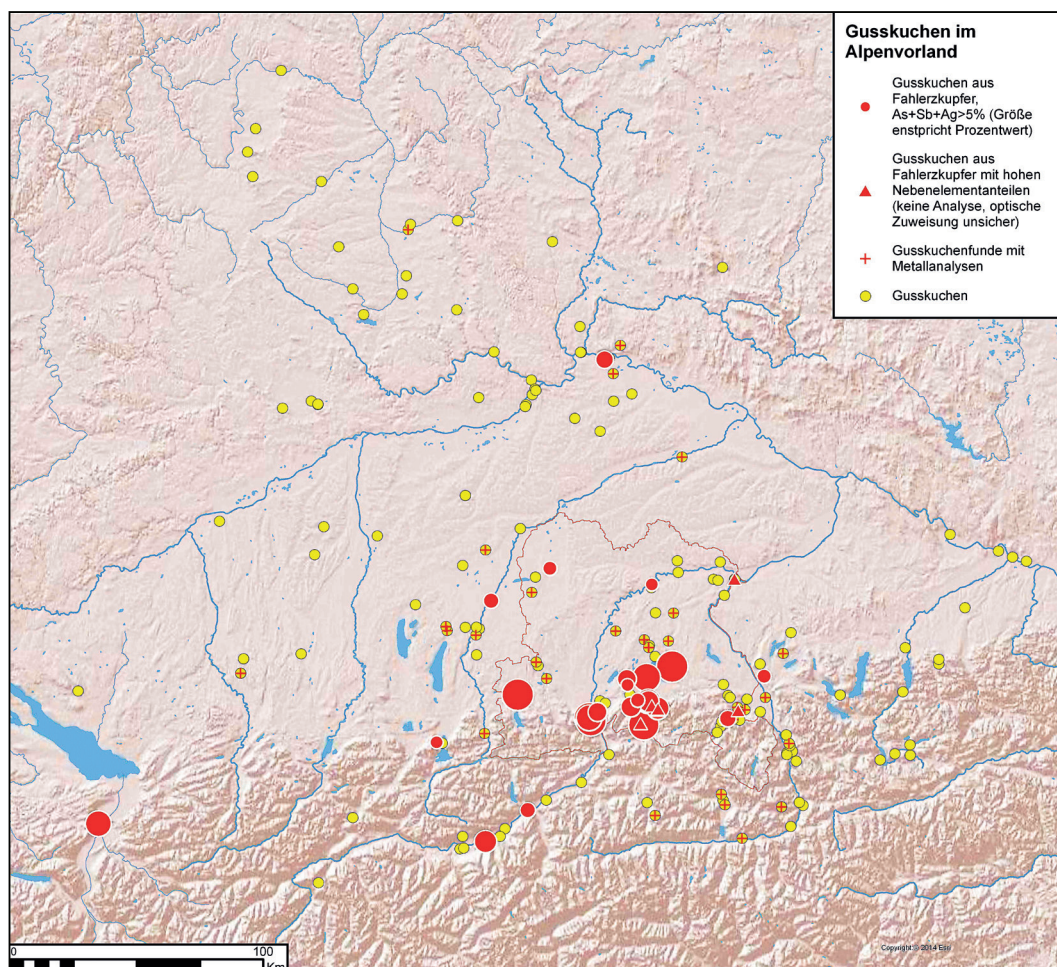 Gusskuchen im
Alpenvorland
Gusskuchen aus
Fahlerzkupfer,
As+Sb+Ag>5% (Größe
enstpricht Prozentwert)
Gusskuchen aus
Fahlerzkupfer mit hohen
Nebenelementanteilen
(keine Analyse, optische
Zuweisung unsicher)
Gusskuchenfunde mit
Metallanalysen
Gusskuchen
0 100
Km
Copyright:© 2014 Esri